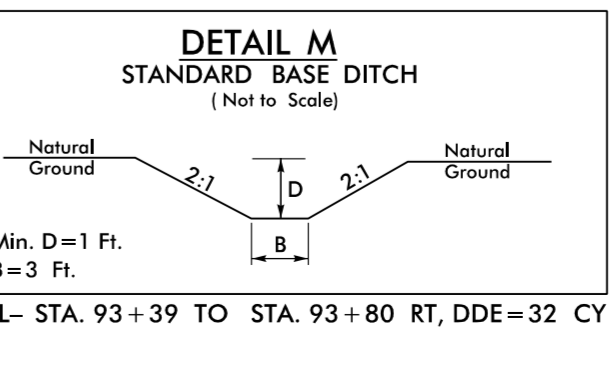 DETAIL M
STANDARD BASE DITCH
( Not to Scale)
Natural
Ground
2:1
D
2:1
Natural
Ground
B
Min. D=1 Ft.
B=3 Ft.
L– STA. 93+39 TO STA. 93+80 RT, DDE=32 CY